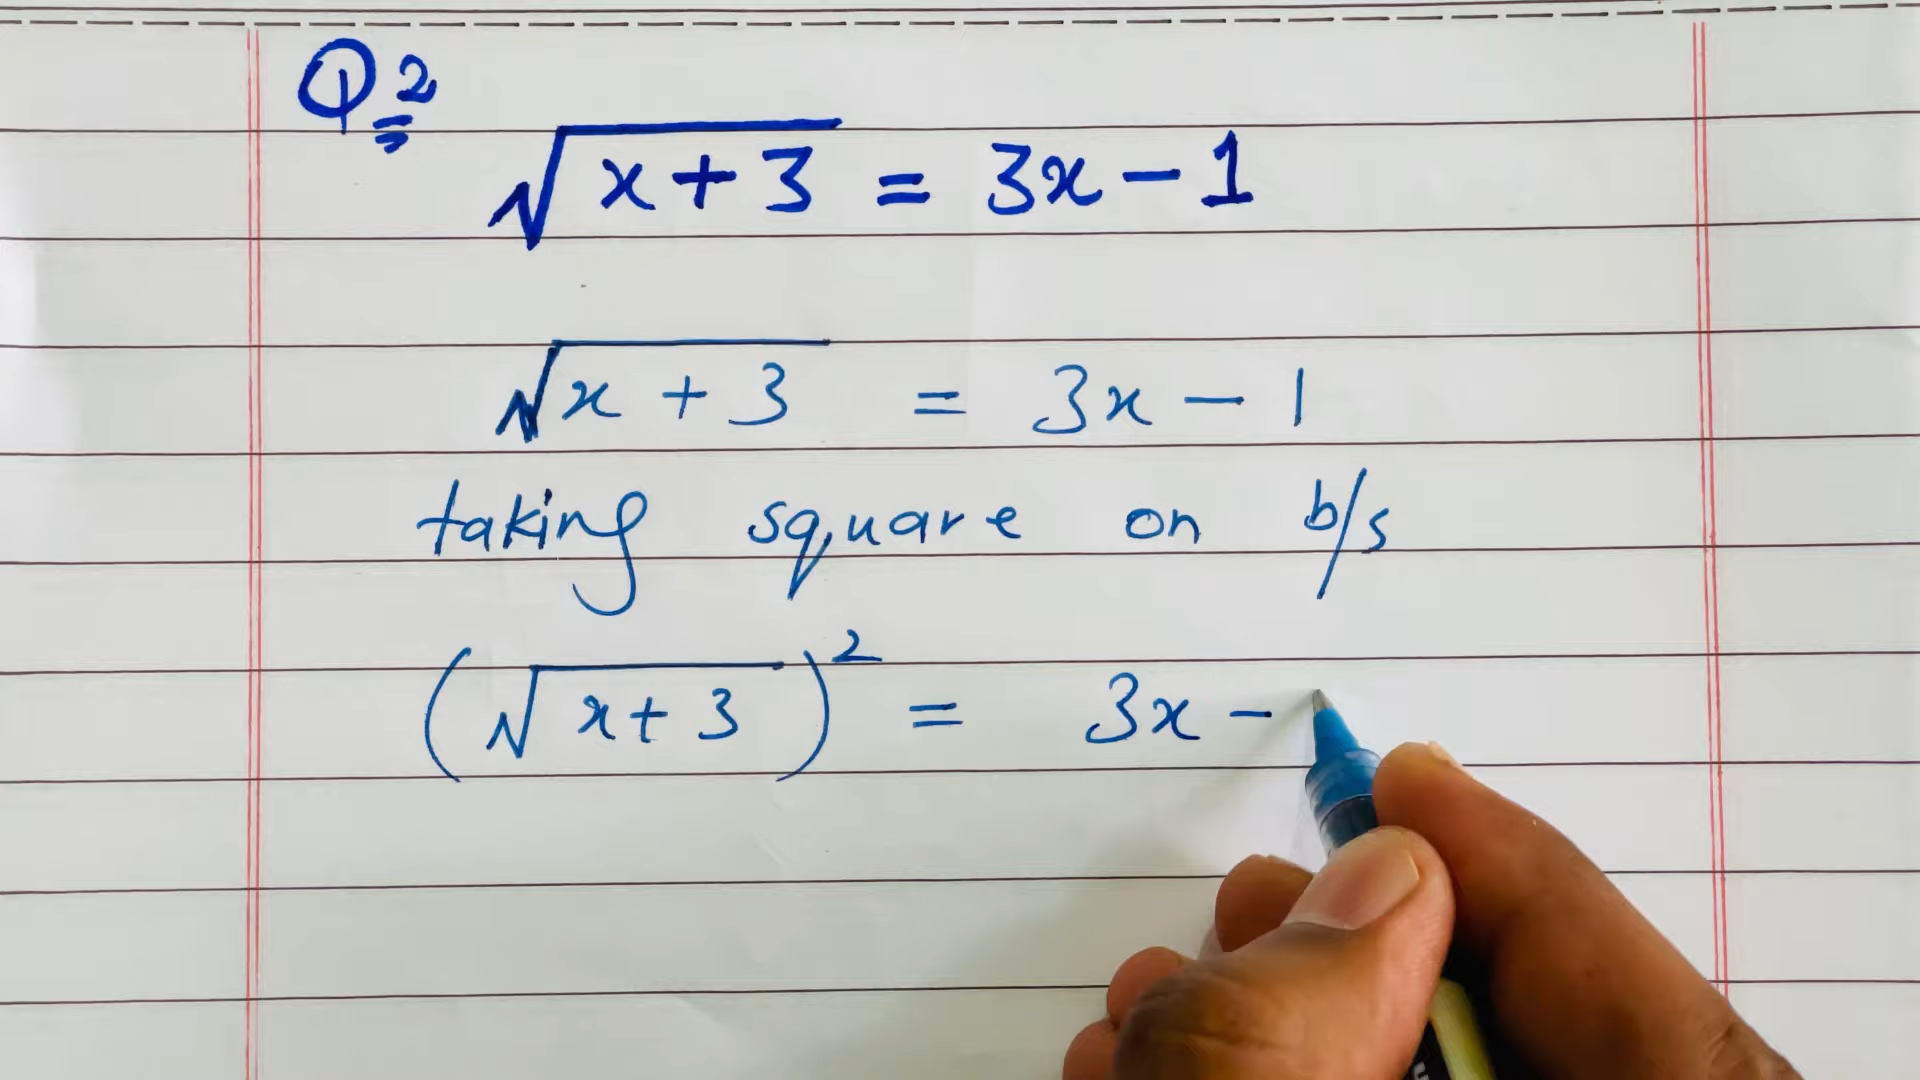 Q2
√x+3 = 3x-1
√x + 3 = 3x - 1
taking square on b/s
(√x+3)² = 3x -